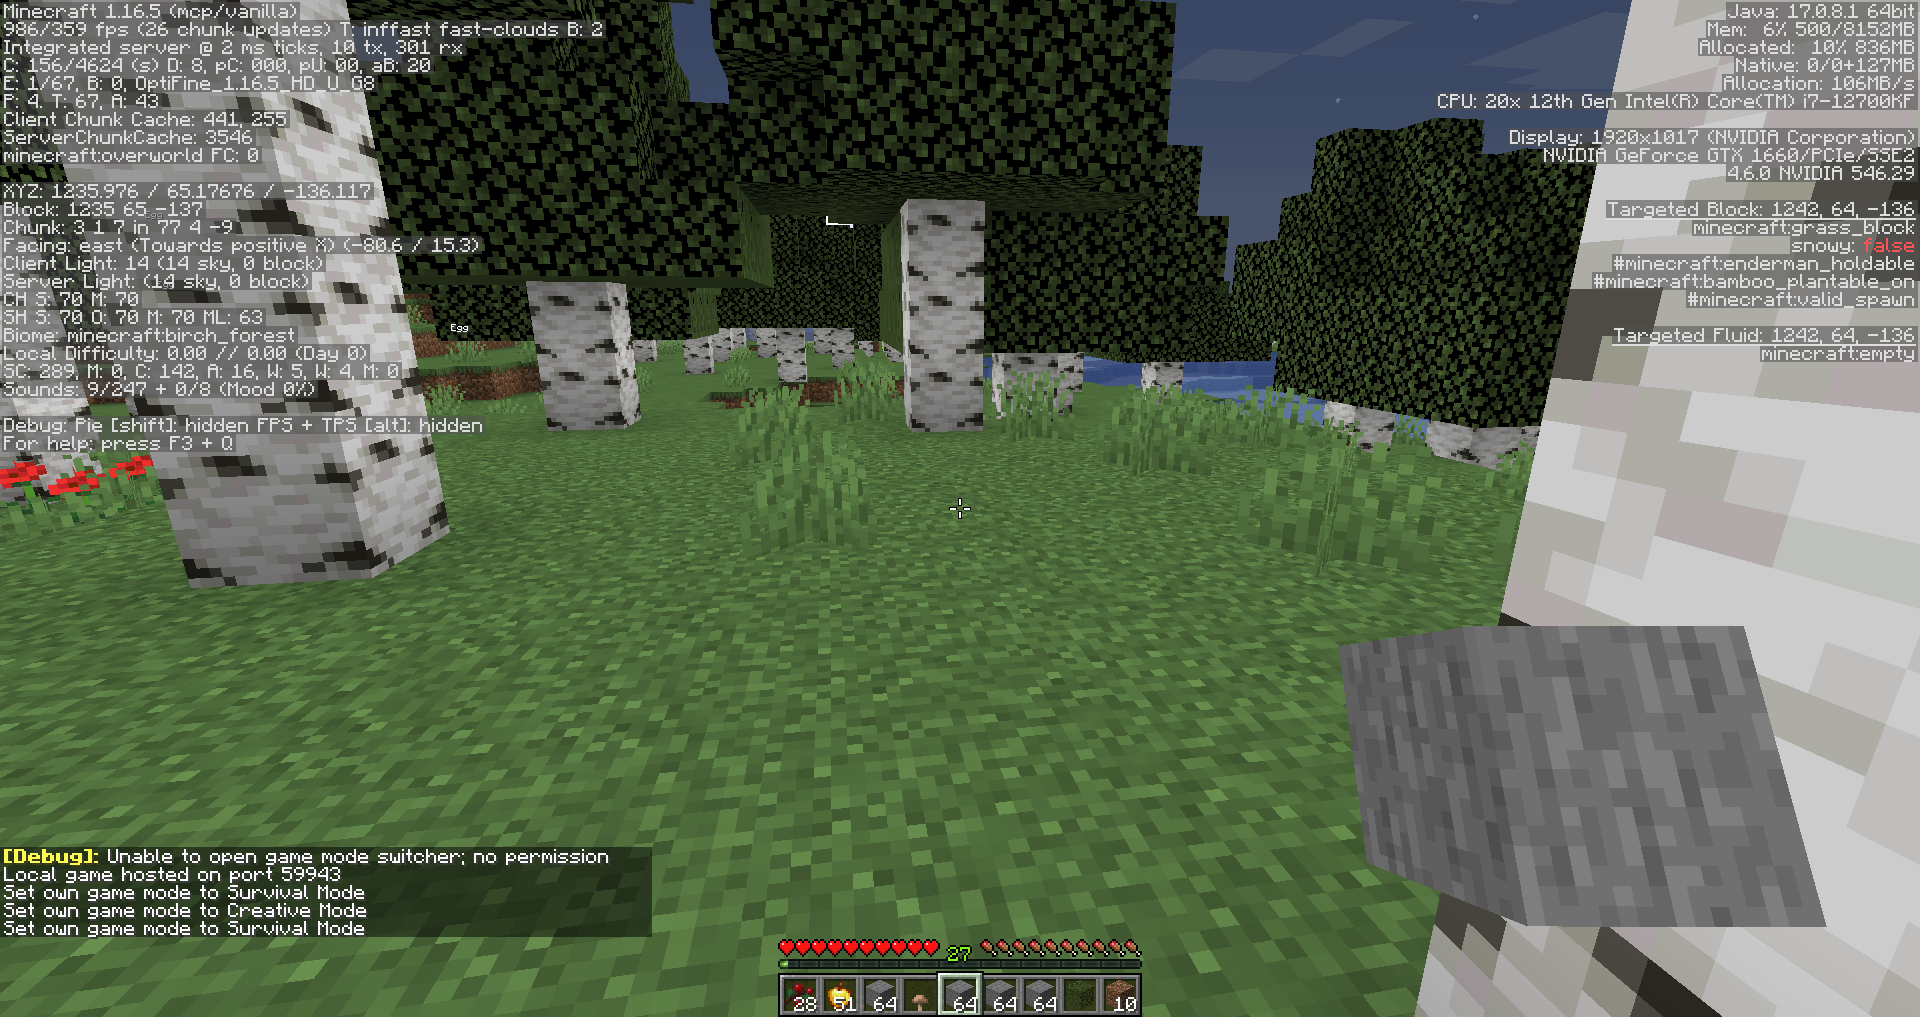 Minecraft 1.16.5 (mcp/vanilla)
986/359 fps (26 chunk updates) T: inffast fast-clouds B: 2
Integrated server @ 2 ms ticks, 10 tx, 301 rx
C: 156/4624 (s) D: 8, pC: 000, pU: 00, aB: 20
E: 1/67, B: 0, OptiFine_1.16.5_HD_U_G8
P: 4, T: 67, A: 43
Client Chunk Cache: 441, 255
ServerChunkCache: 3546
minecraft:overworld FC: 0
XYZ: 1235.976 / 65.17676 / -136.117
Block: 1235 65 -137
Chunk: 3 1 7 in 77 4 -9
Facing: east (Towards positive X) (-80.6 / 15.3)
Client Light: 14 (14 sky, 0 block)
Server Light: (14 sky, 0 block)
CH S: 70 M: 70
SH S: 70 O: 70 M: 70 ML: 63
Biome: minecraft:birch_forest
Local Difficulty: 0.00 // 0.00 (Day 0)
SC: 289, M: 0, C: 142, A: 16, W: 5, W: 4, M: 0
Sounds: 9/247 + 0/8 (Mood 0%)
Debug: Pie [shift]: hidden FPS + TPS [alt]: hidden
For help: press F3 + Q
Java: 17.0.8.1 64bit
Mem: 6% 500/8152MB
Allocated: 10% 836MB
Native: 0/0+127MB
Allocation: 106MB/s
CPU: 20x 12th Gen Intel(R) Core(TM) i7-12700KF
Display: 1920x1017 (NVIDIA Corporation)
NVIDIA GeForce GTX 1660/PCIe/SSE2
4.6.0 NVIDIA 546.29
Targeted Block: 1242, 64, -136
minecraft:grass_block
snowy: false
#minecraft:enderman_holdable
#minecraft:bamboo_plantable_on
#minecraft:valid_spawn
Targeted Fluid: 1242, 64, -136
minecraft:empty
Egg
Egg
[Debug]: Unable to open game mode switcher; no permission
Local game hosted on port 59943
Set own game mode to Survival Mode
Set own game mode to Creative Mode
Set own game mode to Survival Mode
27
28 51 64 64 64 64 10